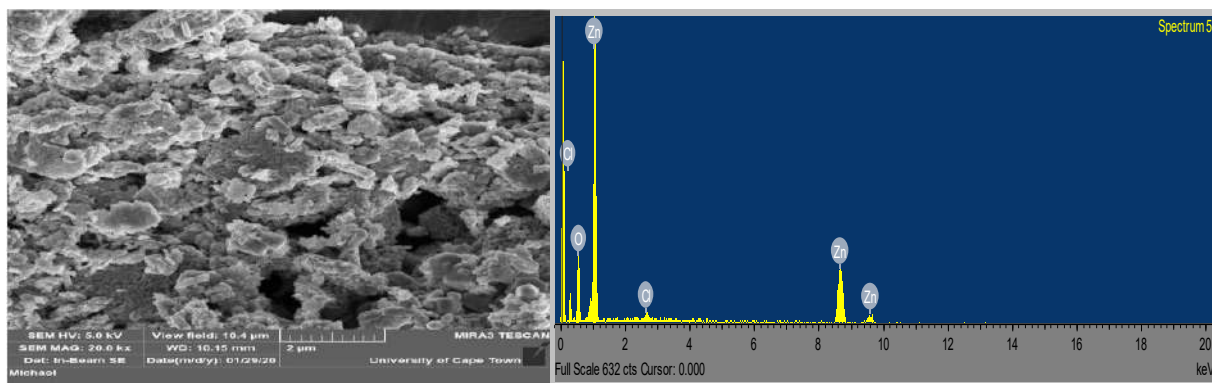 SEM HV: 5.0 kV View field: 10.4 µm MIRA3 TESCAN
SEM MAG: 20.0 kx WD: 10.15 mm 2 µm
Det: In-Beam SE Date(m/d/y): 01/29/20 University of Cape Town
Michael
Spectrum 5
Zn
Cl
O
Cl
Zn
Zn
0 2 4 6 8 10 12 14 16 18 20
Full Scale 632 cts Cursor: 0.000 keV